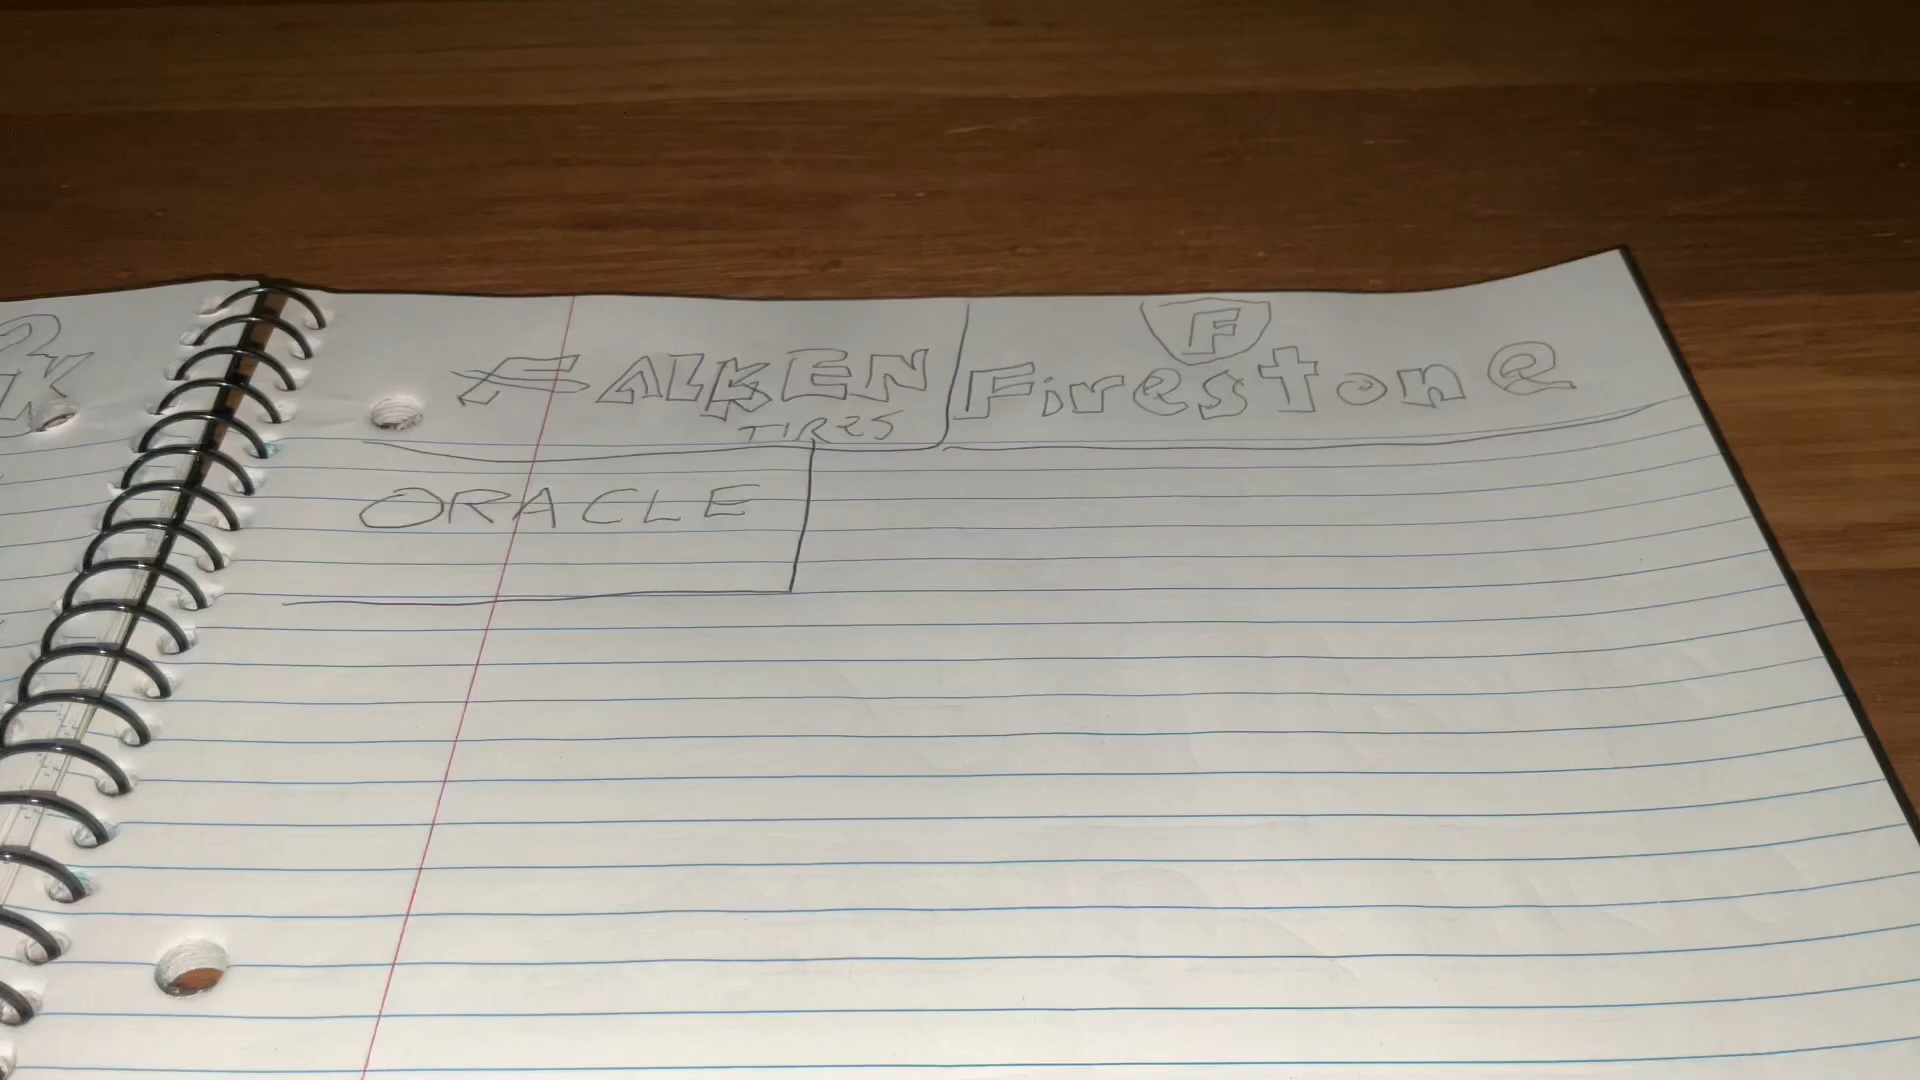 FALKEN
TIRES
F
Firestone
ORACLE